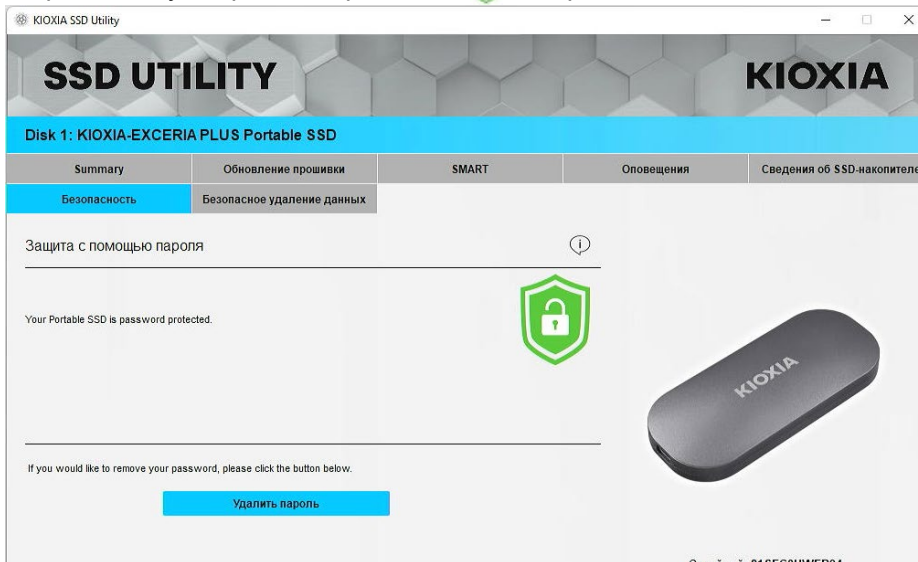 KIOXIA SSD Utility
SSD UTILITY
KIOXIA
Disk 1: KIOXIA-EXCERIA PLUS Portable SSD
Summary
Обновление прошивки
SMART
Оповещения
Сведения об SSD-накопителе
Безопасность
Безопасное удаление данных
Защита с помощью пароля
Your Portable SSD is password protected.
KIOXIA
If you would like to remove your password, please click the button below.
Удалить пароль